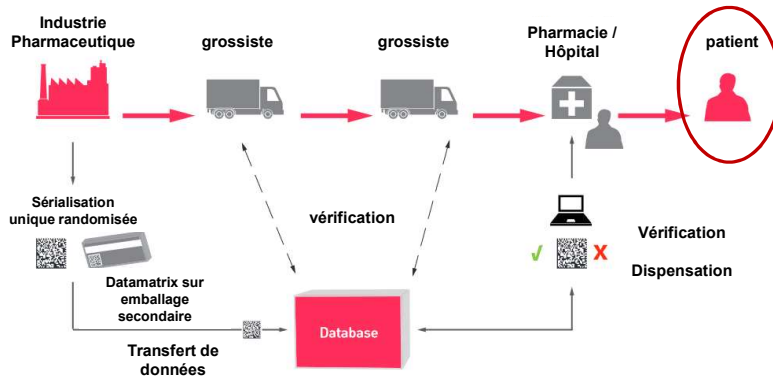 Industrie
Pharmaceutique
grossiste
grossiste
Pharmacie /
Hôpital
patient
Sérialisation
unique randomisée
vérification
Vérification
√
X
Dispensation
Datamatrix sur
emballage
secondaire
Database
Transfert de
données